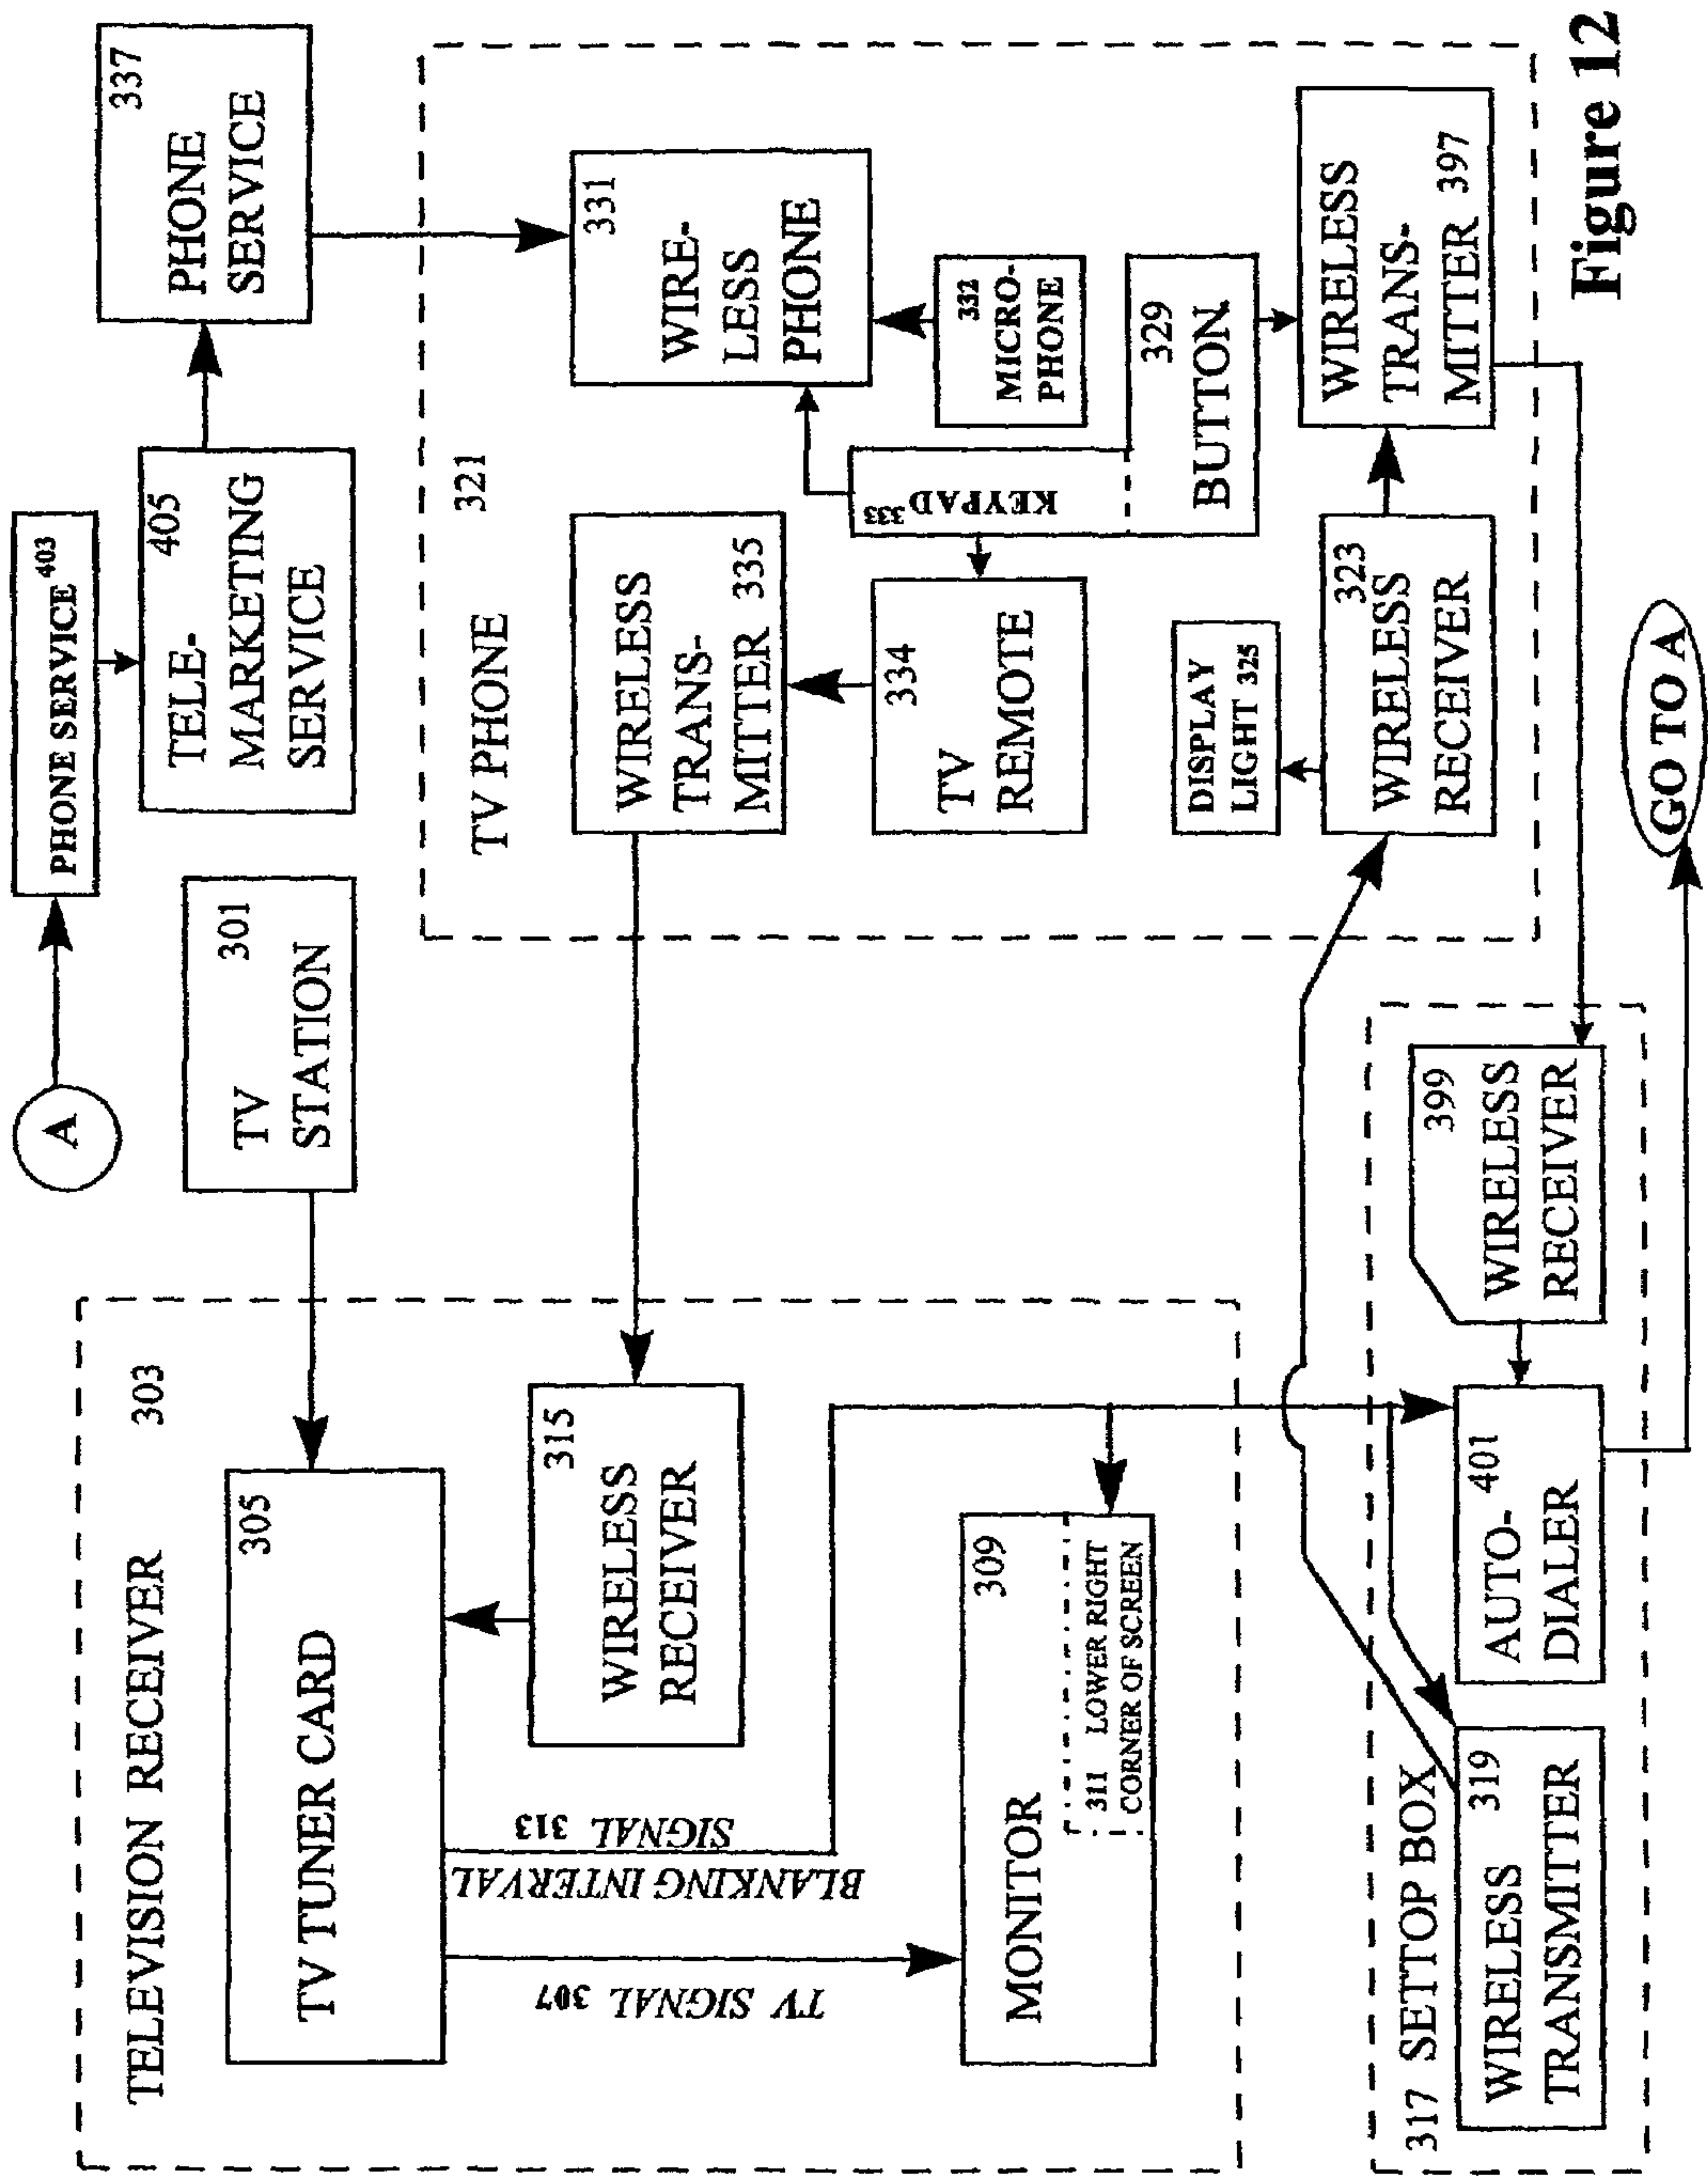 A
PHONE SERVICE 403
405
TELE-
MARKETING
SERVICE
337
PHONE
SERVICE
301
TV
STATION
TELEVISION RECEIVER 303
305
TV TUNER CARD
315
WIRELESS
RECEIVER
BLANKING INTERVAL
SIGNAL 313
TV SIGNAL 307
309
MONITOR
311 LOWER RIGHT
CORNER OF SCREEN
TV PHONE 321
WIRELESS
TRANS-
MITTER 335
334
TV
REMOTE
331
WIRE-
LESS
PHONE
332
MICRO-
PHONE
KEYPAD 333
329
BUTTON
DISPLAY
LIGHT 325
323
WIRELESS
RECEIVER
WIRELESS
TRANS-
MITTER 397
317 SETTOP BOX
319
WIRELESS
TRANSMITTER
AUTO- 401
DIALER
399
WIRELESS
RECEIVER
GO TO A
Figure 12